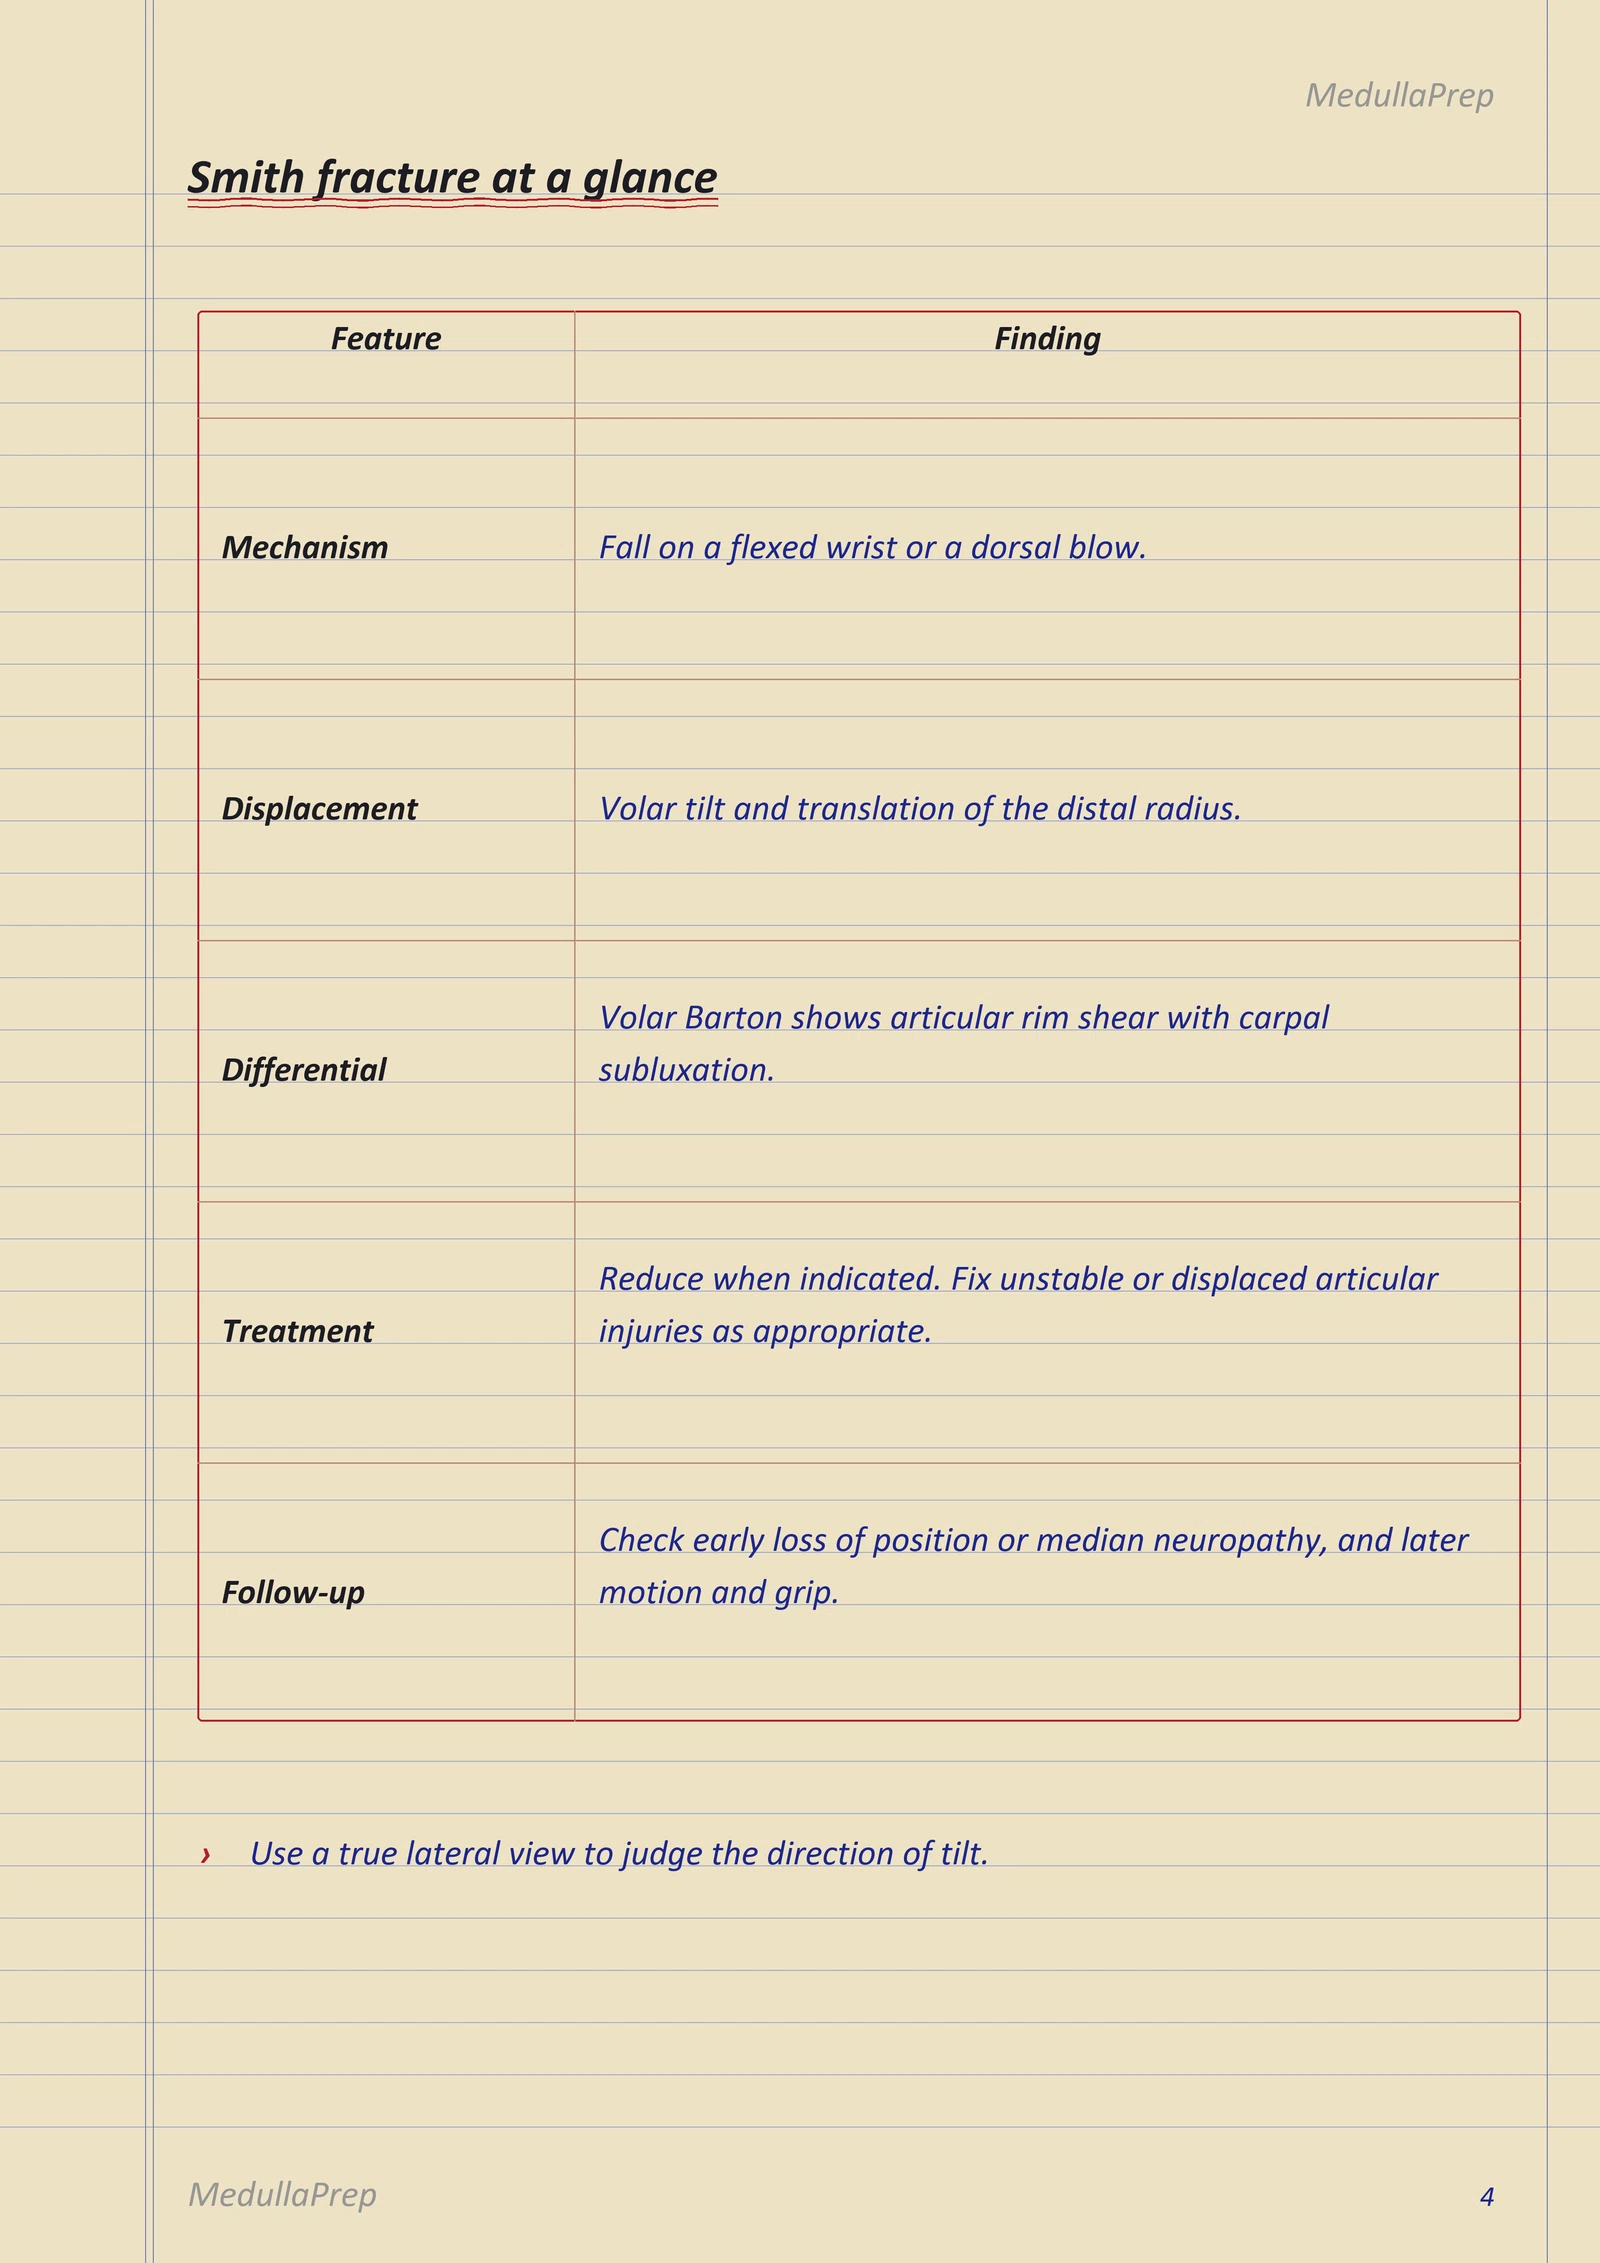 MedullaPrep
Smith fracture at a glance
Feature
Finding
Mechanism
Fall on a flexed wrist or a dorsal blow.
Displacement
Volar tilt and translation of the distal radius.
Differential
Volar Barton shows articular rim shear with carpal
subluxation.
Treatment
Reduce when indicated. Fix unstable or displaced articular
injuries as appropriate.
Follow-up
Check early loss of position or median neuropathy, and later
motion and grip.
› Use a true lateral view to judge the direction of tilt.
MedullaPrep
4